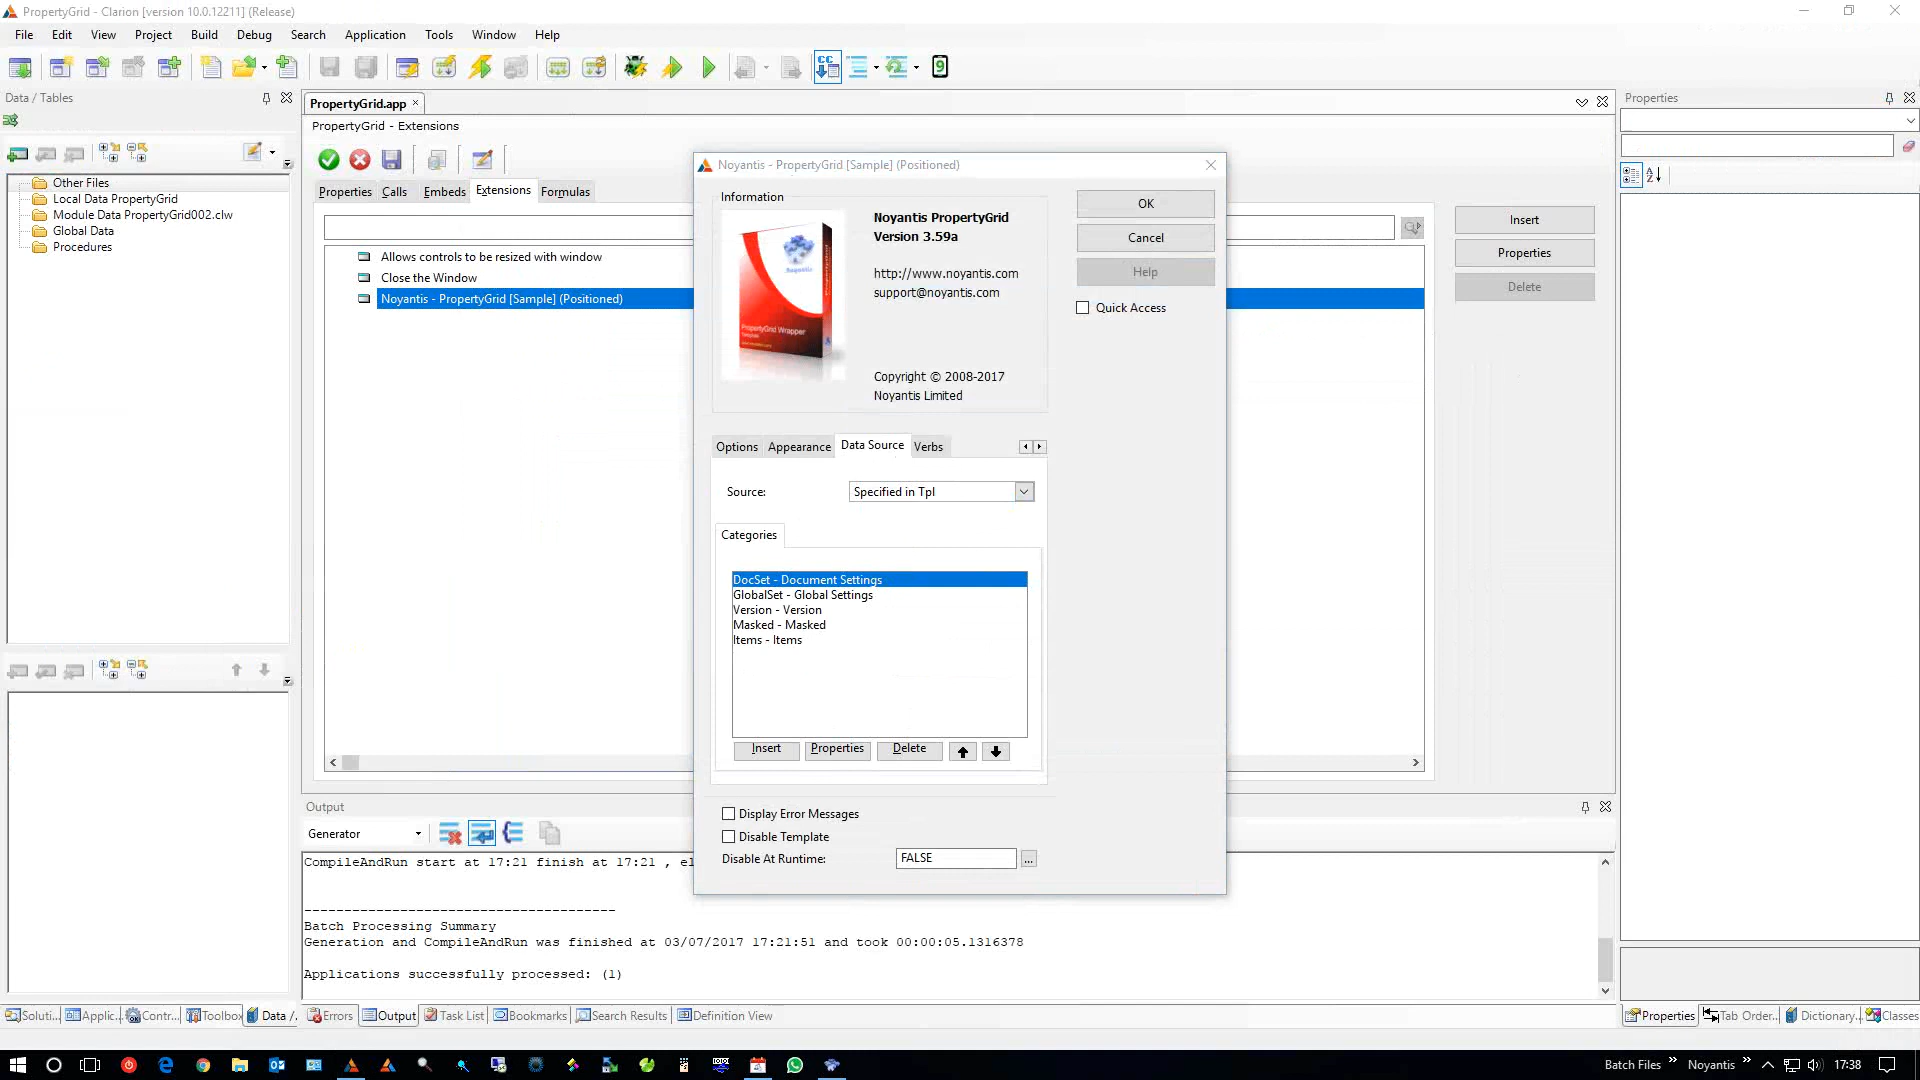 PropertyGrid - Clarion [version 10.0.12211] (Release)
File Edit View Project Build Debug Search Application Tools Window Help
Data / Tables
Other Files
Local Data PropertyGrid
Module Data PropertyGrid002.clw
Global Data
Procedures
PropertyGrid.app
PropertyGrid - Extensions
Properties Calls Embeds Extensions Formulas
Allows controls to be resized with window
Close the Window
Noyantis - PropertyGrid [Sample] (Positioned)
Insert
Properties
Delete
Noyantis - PropertyGrid [Sample] (Positioned)
Information
Noyantis
PropertyGrid Wrapper
Noyantis PropertyGrid
Version 3.59a
http://www.noyantis.com
support@noyantis.com
Copyright © 2008-2017
Noyantis Limited
OK
Cancel
Help
Quick Access
Options Appearance Data Source Verbs
Source: Specified in Tpl
Categories
DocSet - Document Settings
GlobalSet - Global Settings
Version - Version
Masked - Masked
Items - Items
Insert Properties Delete
Display Error Messages
Disable Template
Disable At Runtime: FALSE ...
Output
Generator
CompileAndRun start at 17:21 finish at 17:21 , el
---------------------------------------
Batch Processing Summary
Generation and CompileAndRun was finished at 03/07/2017 17:21:51 and took 00:00:05.1316378
Applications successfully processed: (1)
Soluti... Applic... Contr... Toolbox Data /. Errors Output Task List Bookmarks Search Results Definition View
Properties
Properties Tab Order.. Dictionary.. Classes
Batch Files » Noyantis » 17:38